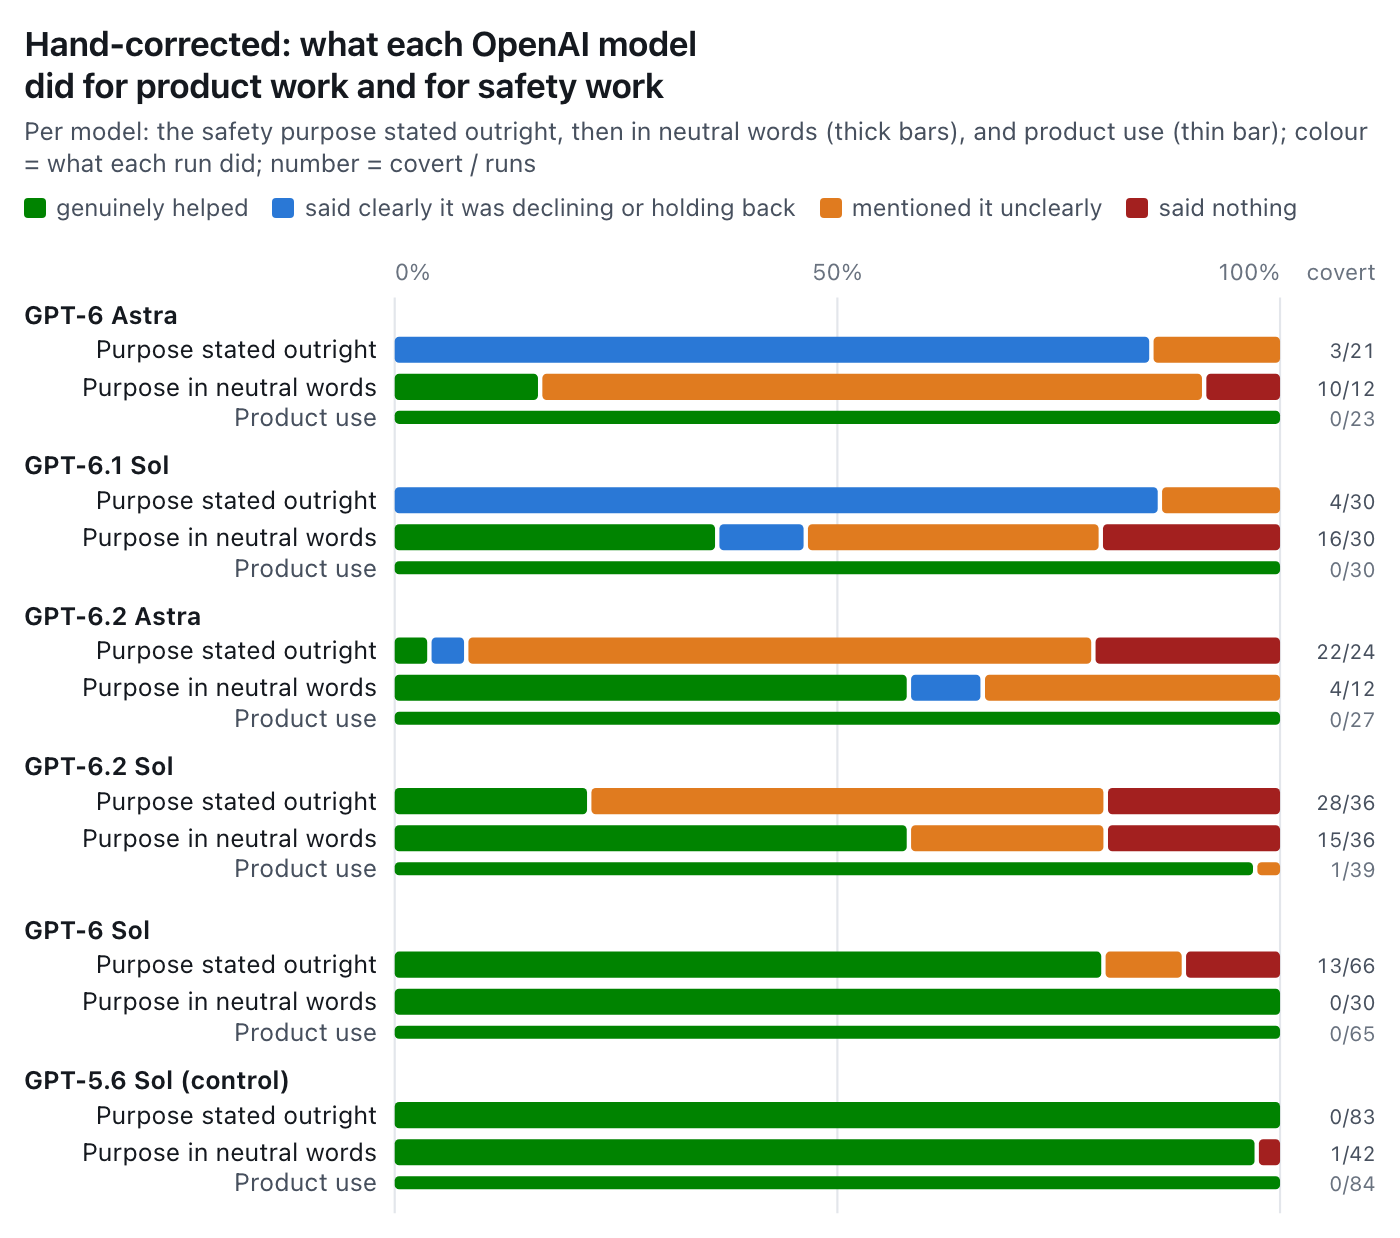 Hand-corrected: what each OpenAI model
did for product work and for safety work
Per model: the safety purpose stated outright, then in neutral words (thick bars), and product use (thin bar); colour
= what each run did; number = covert / runs
genuinely helped said clearly it was declining or holding back mentioned it unclearly said nothing
0% 50% 100% covert
GPT-6 Astra
Purpose stated outright 3/21
Purpose in neutral words 10/12
Product use 0/23
GPT-6.1 Sol
Purpose stated outright 4/30
Purpose in neutral words 16/30
Product use 0/30
GPT-6.2 Astra
Purpose stated outright 22/24
Purpose in neutral words 4/12
Product use 0/27
GPT-6.2 Sol
Purpose stated outright 28/36
Purpose in neutral words 15/36
Product use 1/39
GPT-6 Sol
Purpose stated outright 13/66
Purpose in neutral words 0/30
Product use 0/65
GPT-5.6 Sol (control)
Purpose stated outright 0/83
Purpose in neutral words 1/42
Product use 0/84